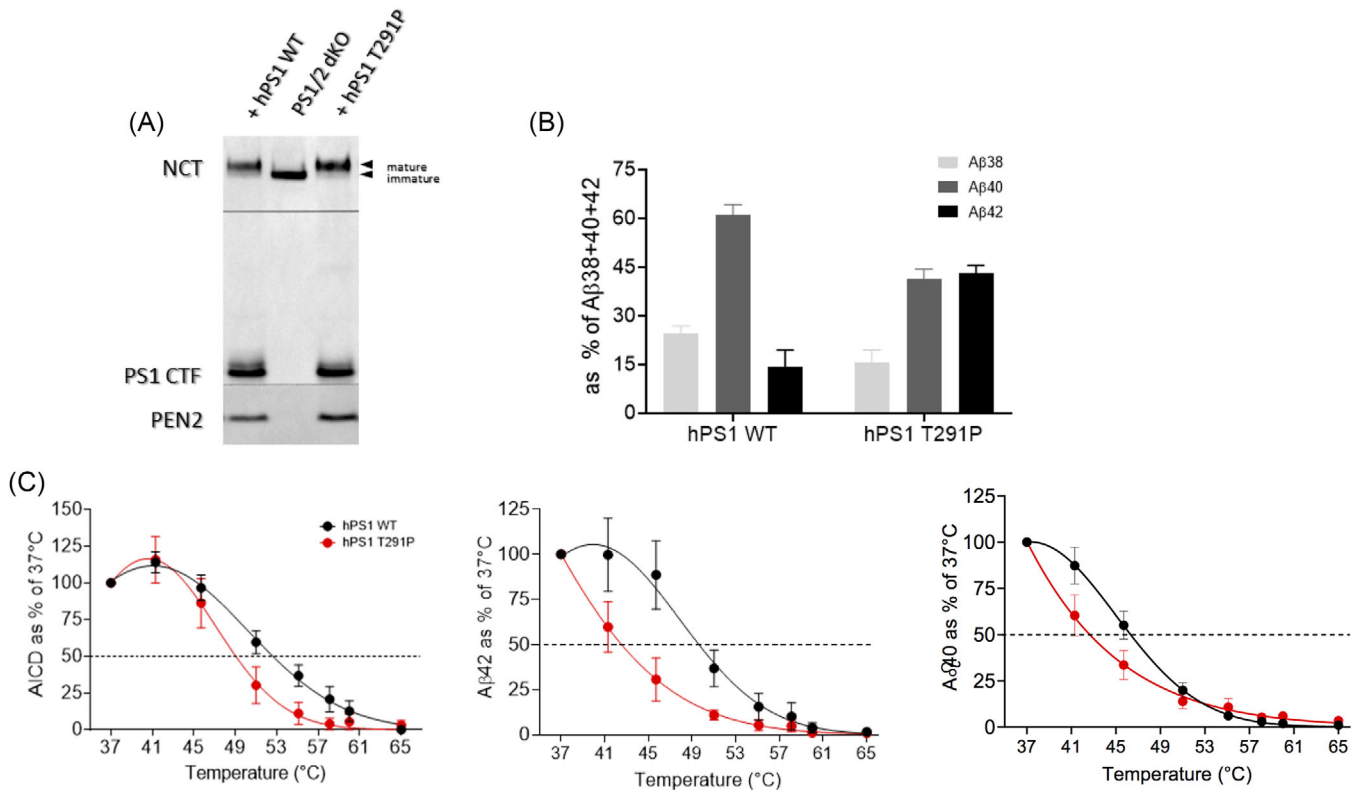 (A)
+ hPS1 WT
PS1/2 dKO
+ hPS1 T291P
NCT
mature
immature
PS1 CTF
PEN2
(B)
as % of Aβ38+40+42
75
60
45
30
15
0
Aβ38
Aβ40
Aβ42
hPS1 WT
hPS1 T291P
(C)
AICD as % of 37°C
150
125
100
75
50
25
0
hPS1 WT
hPS1 T291P
37 41 45 49 53 57 61 65
Temperature (°C)
Aβ42 as % of 37°C
125
100
75
50
25
0
37 41 45 49 53 57 61 65
Temperature (°C)
40 as % of 37°C
125
100
75
50
25
0
37 41 45 49 53 57 61 65
Temperature (°C)